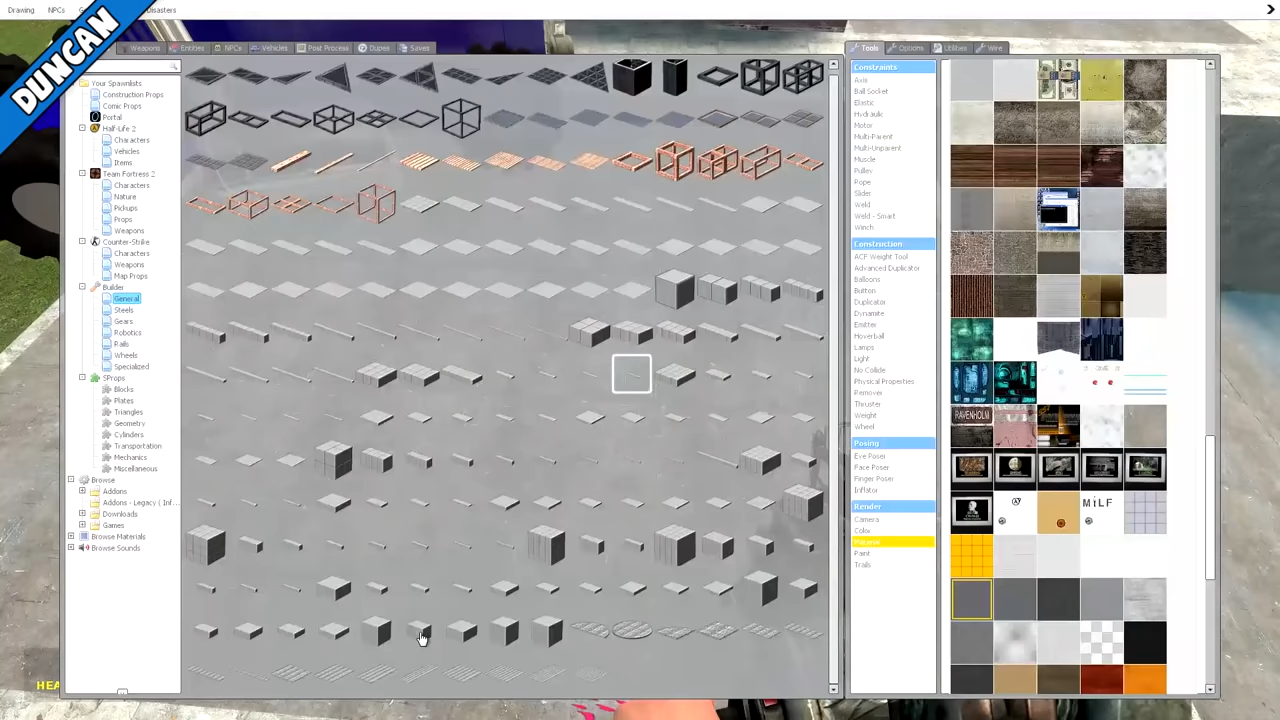 Drawing NPCs
Disasters
DUNCAN
Weapons Entities NPCs Vehicles Post Process Dupes Saves
Tools Options Utilities Wire
Your Spawnlists
Construction Props
Comic Props
Portal
Half-Life 2
Characters
Vehicles
Items
Team Fortress 2
Characters
Nature
Pickups
Props
Weapons
Counter-Strike
Characters
Weapons
Map Props
Builder
General
Steels
Gears
Robotics
Rails
Wheels
Specialized
SProps
Blocks
Plates
Triangles
Geometry
Cylinders
Transportation
Mechanics
Miscellaneous
Browse
Addons
Addons - Legacy ( Inf...
Downloads
Games
Browse Materials
Browse Sounds
Constraints
Axis
Ball Socket
Elastic
Hydraulic
Motor
Multi-Parent
Multi-Unparent
Muscle
Pulley
Rope
Slider
Weld
Weld - Smart
Winch
Construction
ACF Weight Tool
Advanced Duplicator
Balloons
Button
Duplicator
Dynamite
Emitter
Hoverball
Lamps
Light
No Collide
Physical Properties
Remover
Thruster
Weight
Wheel
Posing
Eye Poser
Face Poser
Finger Poser
Inflator
Render
Camera
Color
Material
Paint
Trails
RAVENHOLM
MILF
HEA